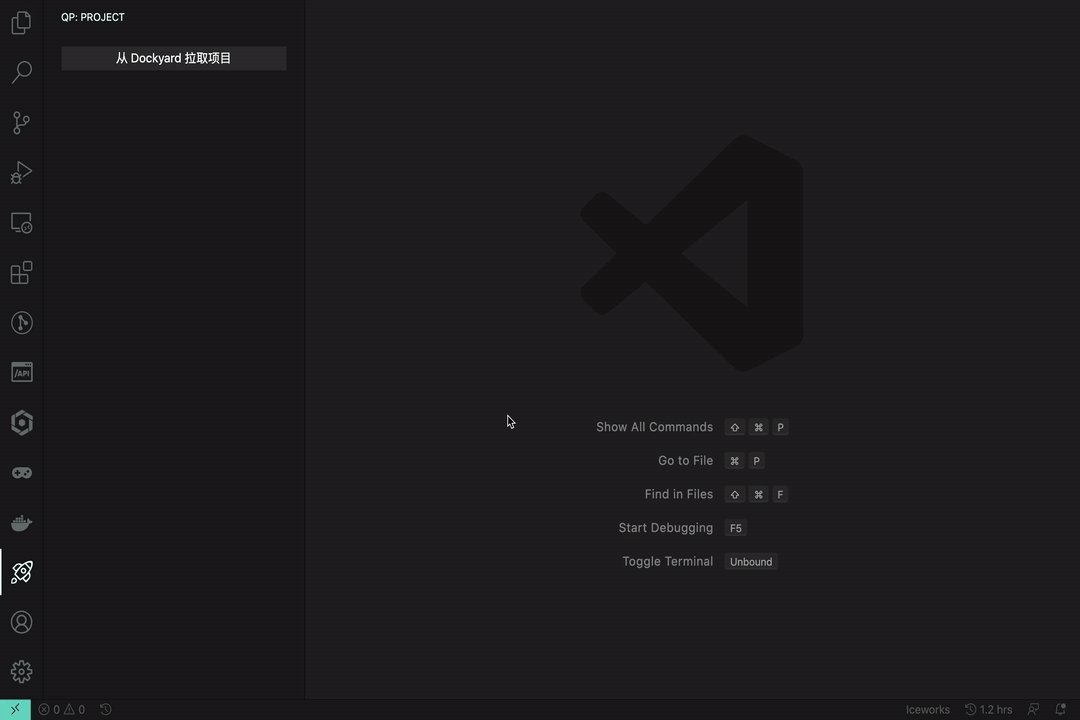 QP: PROJECT
从 Dockyard 拉取项目
/API
Show All Commands ⇧ ⌘ P
Go to File ⌘ P
Find in Files ⇧ ⌘ F
Start Debugging F5
Toggle Terminal Unbound
0 0
Iceworks 1.2 hrs